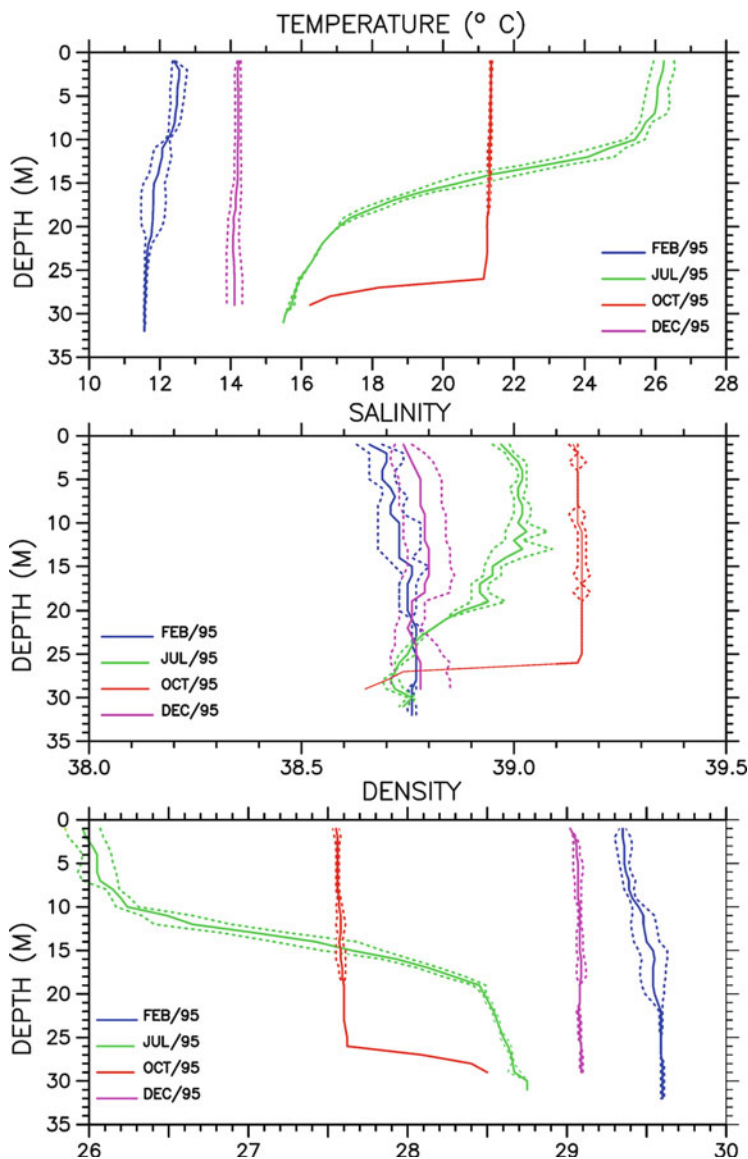 TEMPERATURE (° C)
0
5
10
15
20
25
30
35
DEPTH (M)
FEB/95
JUL/95
OCT/95
DEC/95
10 12 14 16 18 20 22 24 26 28
SALINITY
0
5
10
15
20
25
30
35
DEPTH (M)
FEB/95
JUL/95
OCT/95
DEC/95
38.0 38.5 39.0 39.5
DENSITY
0
5
10
15
20
25
30
35
DEPTH (M)
FEB/95
JUL/95
OCT/95
DEC/95
26 27 28 29 30